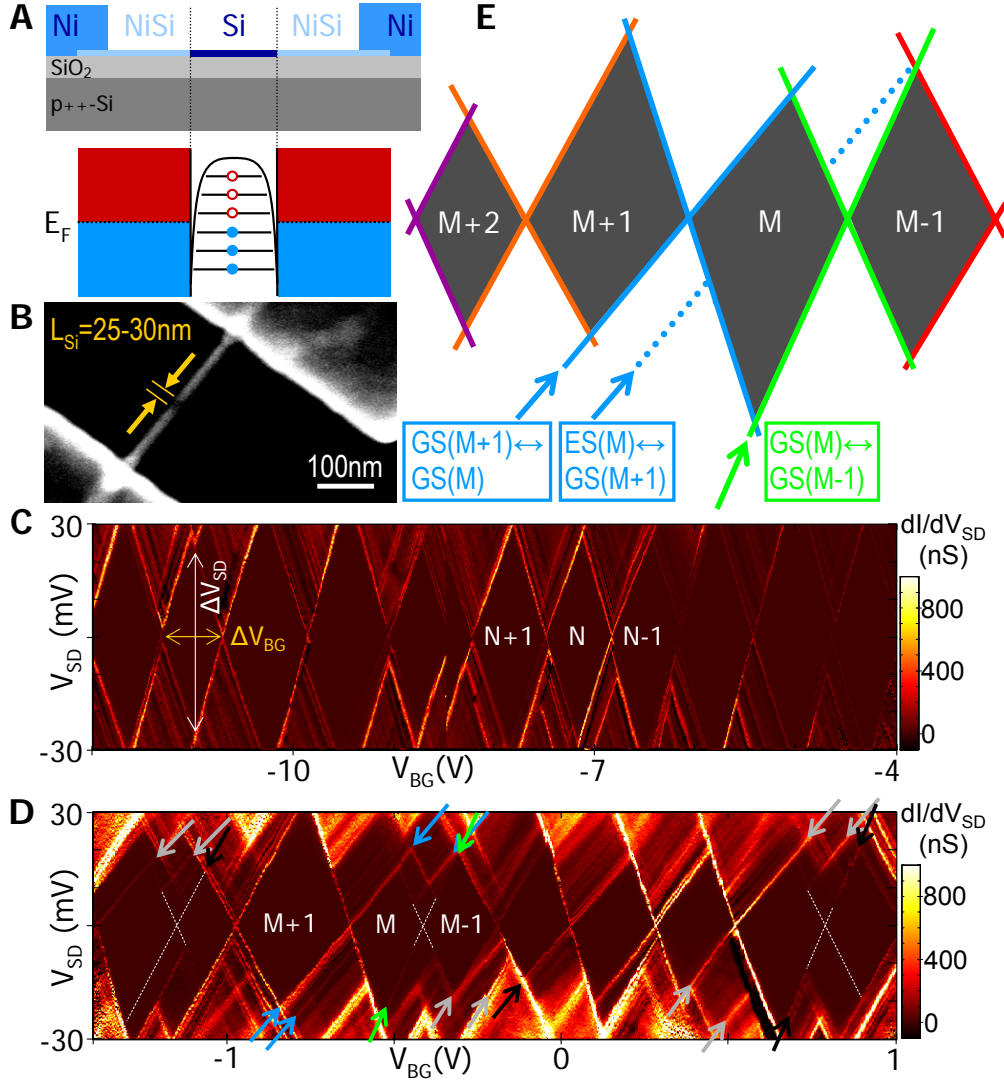 A
Ni NiSi Si NiSi Ni
SiO2
p++-Si
EF
B
LSi=25-30nm
100nm
E
M+2 M+1 M M-1
GS(M+1)↔
GS(M)
ES(M)↔
GS(M+1)
GS(M)↔
GS(M-1)
C
30
VSD (mV)
-30
ΔVSD
ΔVBG
N+1 N N-1
-10 -7 -4
VBG(V)
dI/dVSD
(nS)
800
400
0
D
30
VSD (mV)
-30
M+1 M M-1
-1 0 1
VBG(V)
dI/dVSD
(nS)
800
400
0